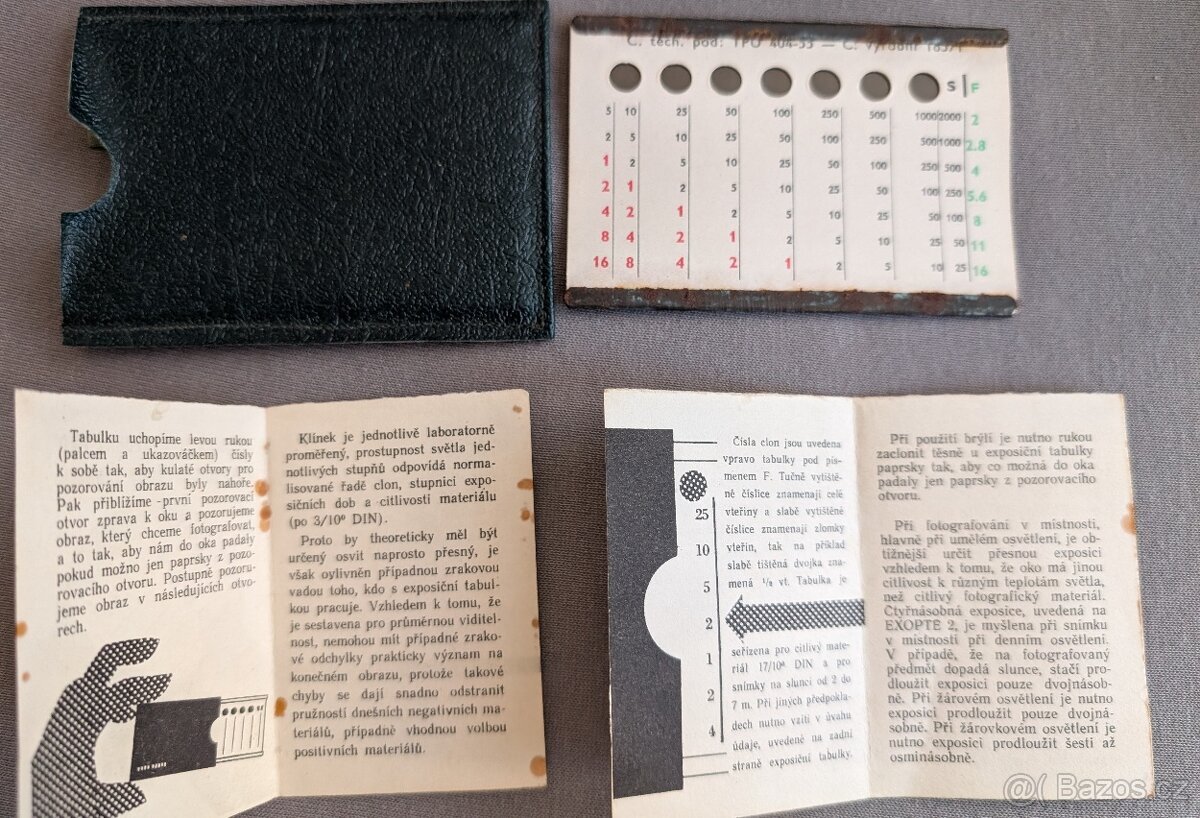 Č. tech. pod. TPO 404-53 — Č.
S F
5 10 25 50 100 250 500 1000 2000 2
2 5 10 25 50 100 250 500 1000 2.8
1 2 5 10 25 50 100 250 500 4
2 1 2 5 10 25 50 100 250 5.6
4 2 1 2 5 10 25 50 100 8
8 4 2 1 2 5 10 25 50 11
16 8 4 2 1 2 5 10 25 16
Tabulku uchopíme levou rukou
(palcem a ukazováčkem) čísly
k sobě tak, aby kulaté otvory pro
pozorování obrazu byly nahoře.
Pak přiblížíme první pozorovací
otvor zprava k oku a pozorujeme
obraz, který chceme fotografovat,
a to tak, aby nám do oka padaly
pokud možno jen paprsky z pozo-
rovacího otvoru. Postupně pozoru-
jeme obraz v následujících otvo-
rech.
Klínek je jednotlivě laboratorně
proměřený, prostupnost světla jed-
notlivých stupňů odpovídá norma-
lisované řadě clon, stupnici expo-
sičních dob a citlivosti materiálu
(po 3/10° DIN).
Proto by theoreticky měl být
určený osvit naprosto přesný, je
však ovlivněn případnou zrakovou
vadou toho, kdo s exposiční tabul-
kou pracuje. Vzhledem k tomu, že
je sestavena pro průměrnou viditel-
nost, nemohou mít případné zrako-
vé odchylky prakticky význam na
konečném obrazu, protože takové
chyby se dají snadno odstranit
pružností dnešních negativních ma-
teriálů, případně vhodnou volbou
positivních materiálů.
25
10
5
2
1
2
4
Čísla clon jsou uvedena
vpravo tabulky pod pís-
menem F. Tučně vytiště-
ně číslice znamenají celé
vteřiny a slabě vytištěné
číslice znamenají zlomky
vteřin, tak na příklad
slabě tištěná dvojka zna-
mená ½ vt. Tabulka je
seřízena pro citlivý mate-
riál 17/10° DIN a pro
snímky na slunci od 2 do
7 m. Při jiných předpokla-
dech nutno vzíti v úvahu
údaje, uvedené na zadní
straně exposiční tabulky.
Při použití brýlí je nutno rukou
zaclonit těsně u exposiční tabulky
paprsky tak, aby co možná do oka
padaly jen paprsky z pozorovacího
otvoru.
Při fotografování v místnosti,
hlavně při umělém osvětlení, je ob-
tížnější určit přesnou exposici
vzhledem k tomu, že oko má jinou
citlivost k různým teplotám světla,
než citlivý fotografický materiál.
Čtyřnásobná exposice, uvedená na
EXOPTĚ 2, je myšlena při snímku
v místnosti při denním osvětlení.
V případě, že na fotografovaný
předmět dopadá slunce, stačí pro-
dloužit exposici pouze dvojnásob-
ně. Při žárovém osvětlení je nutno
exposici prodloužit pouze dvojná-
sobně. Při žárovkovém osvětlení je
nutno exposici prodloužit šesti až
osminásobně.
@( Bazos.cz